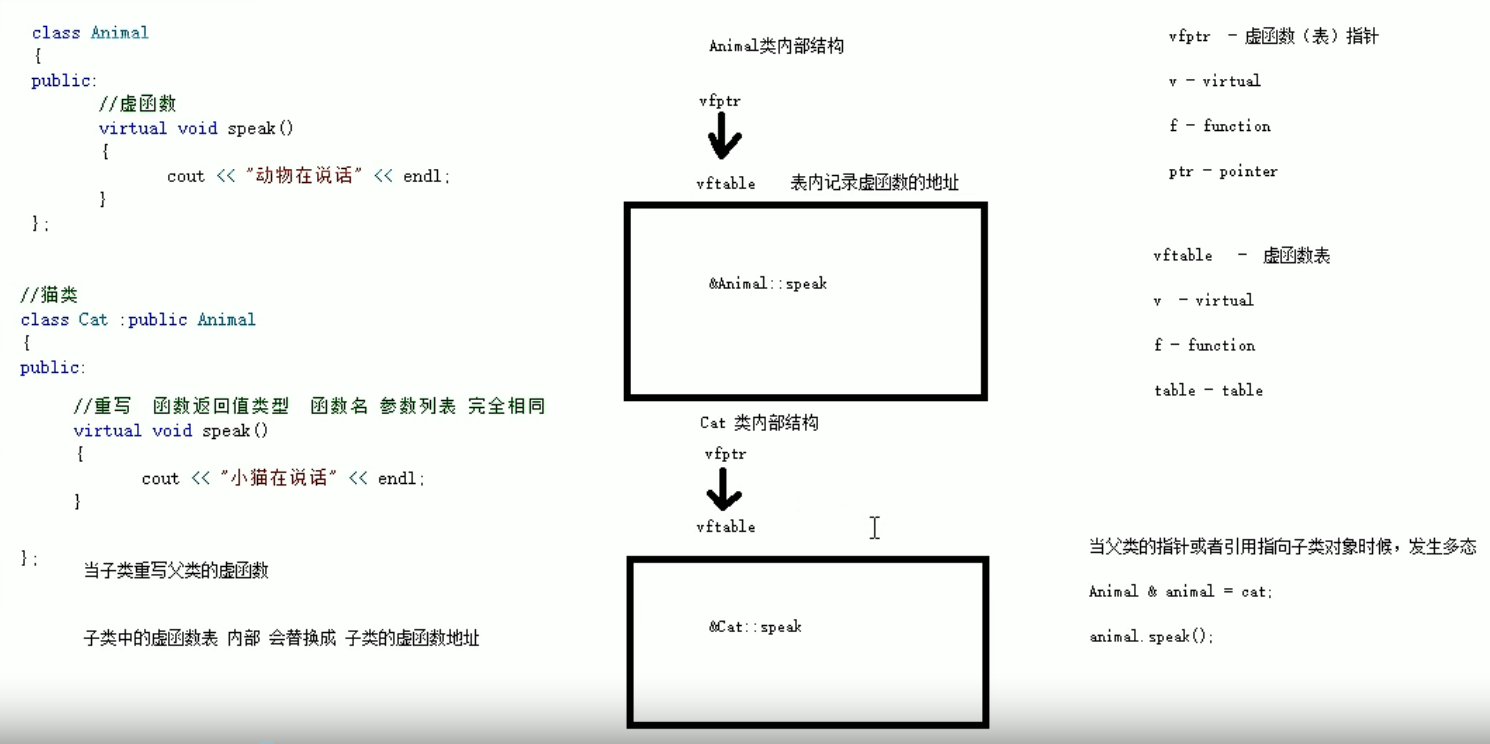 class Animal
{
public:
//虚函数
virtual void speak()
{
cout << "动物在说话" << endl;
}
};
//猫类
class Cat :public Animal
{
public:
//重写 函数返回值类型 函数名 参数列表 完全相同
virtual void speak()
{
cout << "小猫在说话" << endl;
}
};
当子类重写父类的虚函数
子类中的虚函数表 内部 会替换成 子类的虚函数地址
Animal类内部结构
vfptr
vftable 表内记录虚函数的地址
&Animal::speak
Cat 类内部结构
vfptr
vftable
&Cat::speak
vfptr - 虚函数（表）指针
v - virtual
f - function
ptr - pointer
vftable - 虚函数表
v - virtual
f - function
table - table
当父类的指针或者引用指向子类对象时候，发生多态
Animal & animal = cat;
animal.speak();